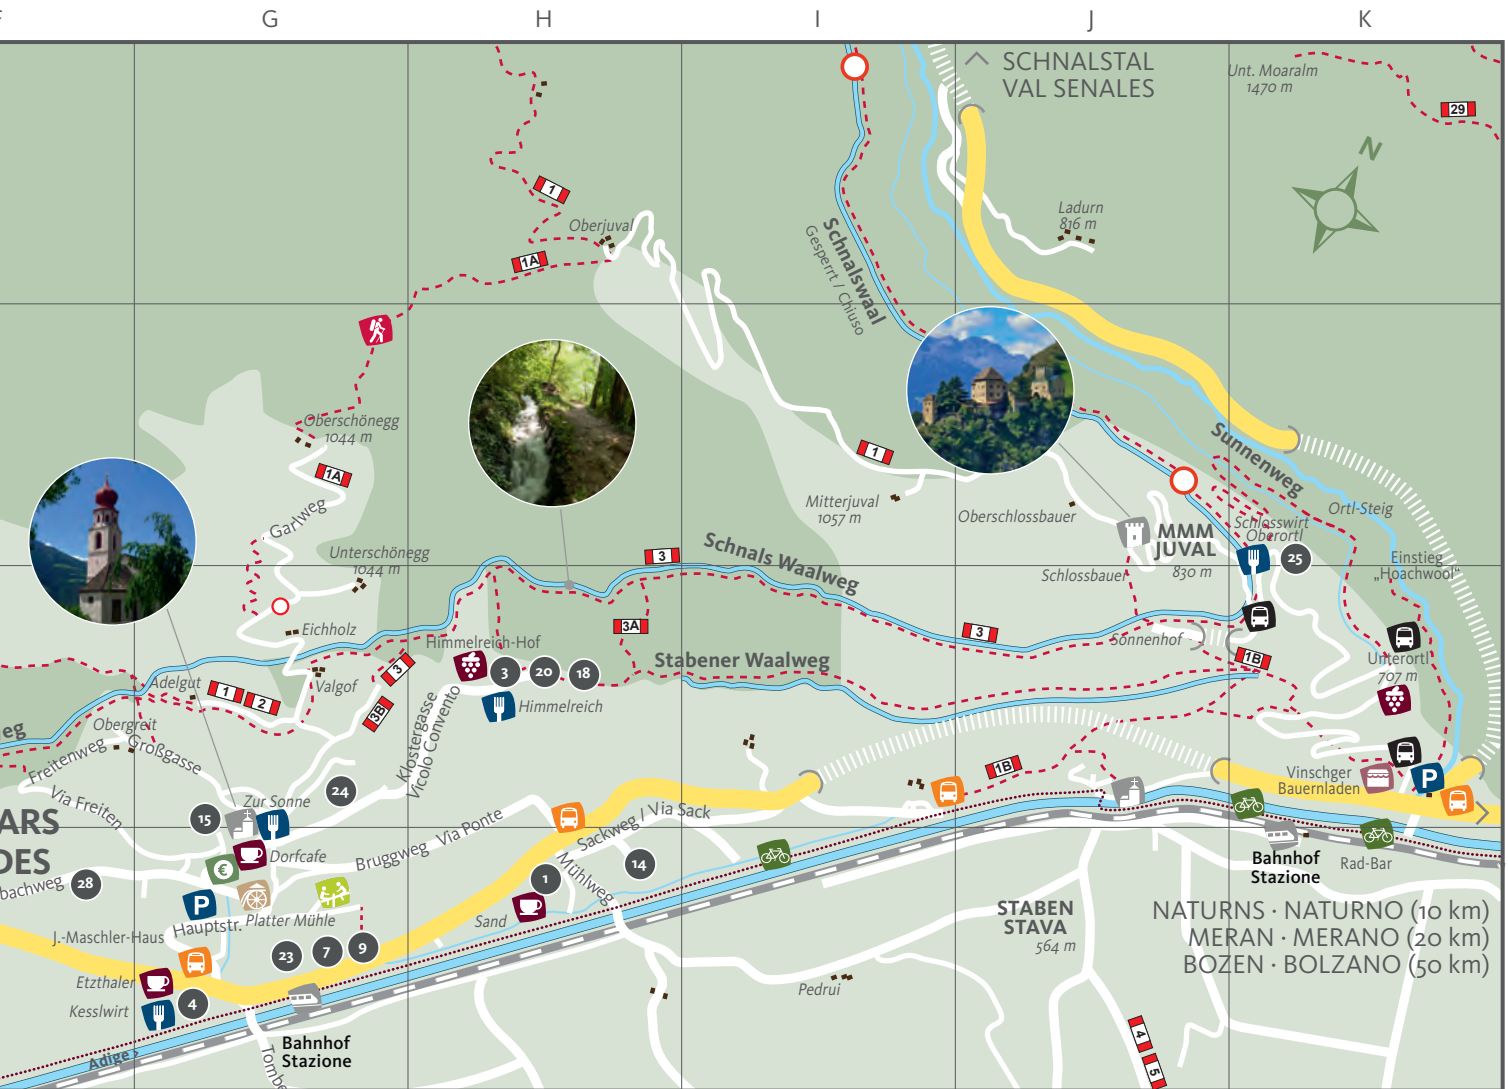 F
G
H
I
J
K
SCHNALSTAL
VAL SENALES
Unt. Moaralm
1470 m
29
N
1
Oberjuval
1A
Ladurn
816 m
Schnalswaal
Gesperrt / Chiuso
Oberschönegg
1044 m
1A
Garlweg
Unterschönegg
1044 m
1
Mitterjuval
1057 m
Oberschlossbauer
Sunnenweg
Ortl-Steig
Schlosswirt
Oberortl
MMM
JUVAL
830 m
25
Einstieg
„Hoachwool“
Schlossbauer
3
Schnals Waalweg
3A
3
Sonnenhof
1B
Eichholz
Himmelreich-Hof
3
20
18
Stabener Waalweg
Unterortl
707 m
Adelgut
1
2
Valgof
3
3B
Himmelreich
Klostergasse
Vicolo Convento
eg
Obergreit
Freitenweg
Großgasse
Via Freiten
24
Zur Sonne
15
1B
Vinschger
Bauernladen
P
ARS
DES
Dorfcafe
€
Bruggweg
Via Ponte
Sackweg / Via Sack
14
Mühlweg
1
Sand
Bahnhof
Stazione
Rad-Bar
bachweg
28
P
Platter Mühle
Hauptstr.
J.-Maschler-Haus
23
7
9
STABEN
STAVA
564 m
NATURNS · NATURNO (10 km)
MERAN · MERANO (20 km)
BOZEN · BOLZANO (50 km)
Etzthaler
4
Kesslwirt
Pedrui
Bahnhof
Stazione
Adige >
Tombe
4
5